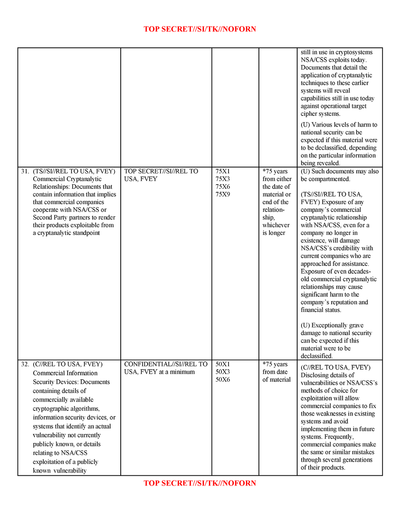 TOP SECRET//SI/TK//NOFORN
still in use in cryptosystems
NSA/CSS exploits today.
Documents that detail the
application of cryptanalytic
techniques to these earlier
systems will reveal
capabilities still in use today
against operational target
cipher systems.
(U) Various levels of harm to
national security can be
expected if this material were
to be declassified, depending
on the particular information
being revealed.
31. (TS//SI//REL TO USA, FVEY)
Commercial Cryptanalytic
Relationships: Documents that
contain information that implies
that commercial companies
cooperate with NSA/CSS or
Second Party partners to render
their products exploitable from
a cryptanalytic standpoint
TOP SECRET//SI//REL TO
USA, FVEY
75X1
75X3
75X6
75X9
*75 years
from either
the date of
material or
end of the
relation-
ship,
whichever
is longer
(U) Such documents may also
be compartmented.
(TS//SI//REL TO USA,
FVEY) Exposure of any
company's commercial
cryptanalytic relationship
with NSA/CSS, even for a
company no longer in
existence, will damage
NSA/CSS's credibility with
current companies who are
approached for assistance.
Exposure of even decades-
old commercial cryptanalytic
relationships may cause
significant harm to the
company's reputation and
financial status.
(U) Exceptionally grave
damage to national security
can be expected if this
material were to be
declassified.
32. (C//REL TO USA, FVEY)
Commercial Information
Security Devices: Documents
containing details of
commercially available
cryptographic algorithms,
information security devices, or
systems that identify an actual
vulnerability not currently
publicly known, or details
relating to NSA/CSS
exploitation of a publicly
known vulnerability
CONFIDENTIAL//SI//REL TO
USA, FVEY at a minimum
50X1
50X3
50X6
*75 years
from date
of material
(C//REL TO USA, FVEY)
Disclosing details of
vulnerabilities or NSA/CSS's
methods of choice for
exploitation will allow
commercial companies to fix
those weaknesses in existing
systems and avoid
implementing them in future
systems. Frequently,
commercial companies make
the same or similar mistakes
through several generations
of their products.
TOP SECRET//SI/TK//NOFORN